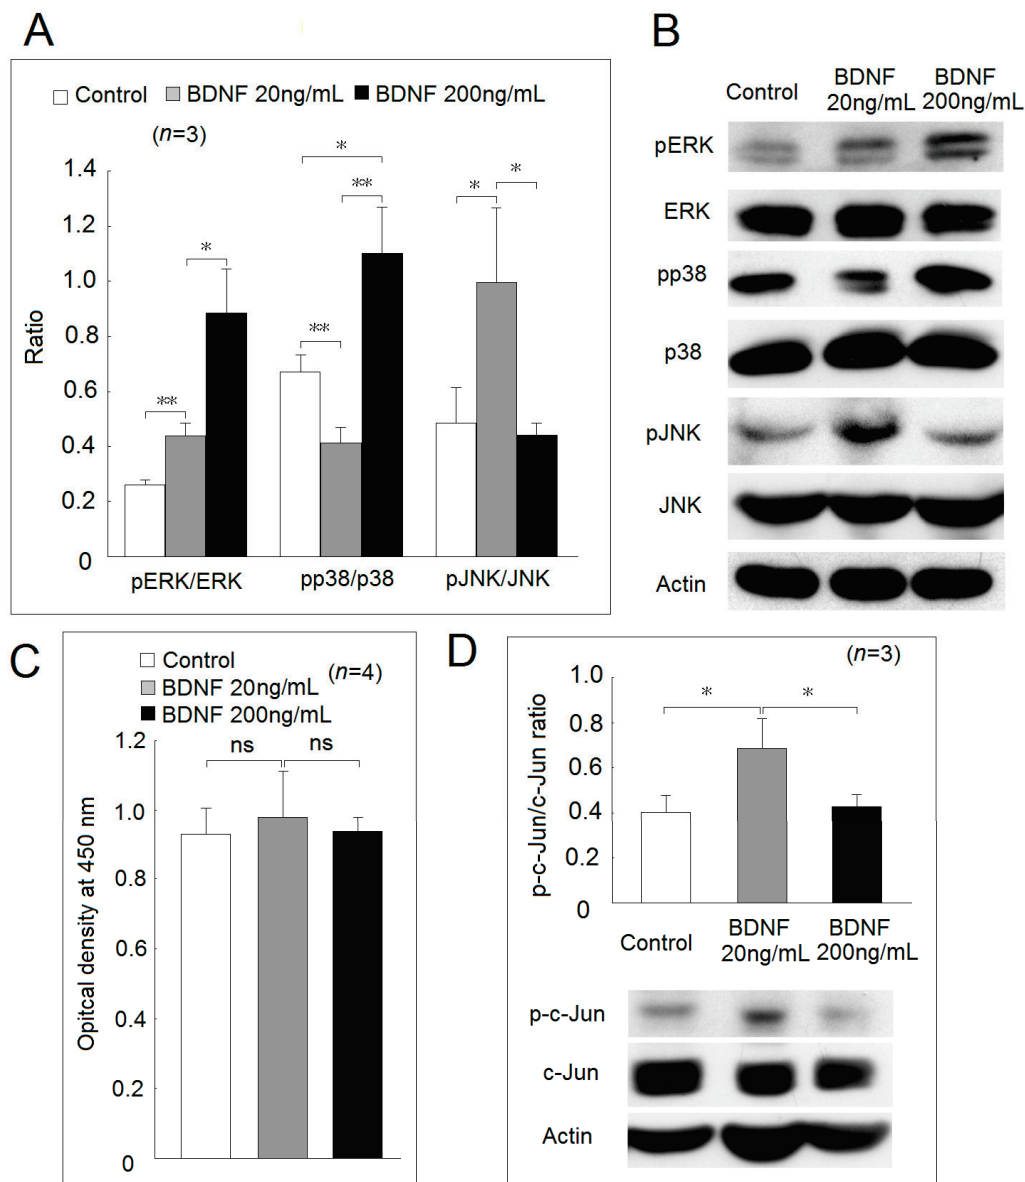 A
Control BDNF 20ng/mL BDNF 200ng/mL
(n=3)
Ratio
1.4
1.2
1.0
0.8
0.6
0.4
0.2
0
* ** * ** ** * *
pERK/ERK pp38/p38 pJNK/JNK
B
Control BDNF 20ng/mL BDNF 200ng/mL
pERK
ERK
pp38
p38
pJNK
JNK
Actin
C
Control
BDNF 20ng/mL
BDNF 200ng/mL
(n=4)
Opitcal density at 450 nm
1.2
1.0
0.8
0.6
0.4
0.2
0
ns ns
D
(n=3)
p-c-Jun/c-Jun ratio
1.0
0.8
0.6
0.4
0.2
0
* *
Control BDNF 20ng/mL BDNF 200ng/mL
p-c-Jun
c-Jun
Actin